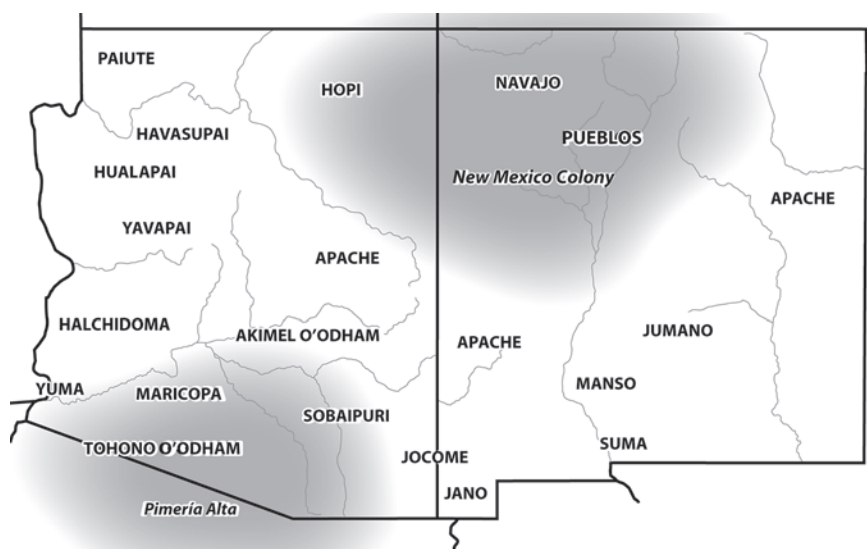 PAIUTE
HOPI
NAVAJO
HAVASUPAI
PUEBLOS
HUALAPAI
New Mexico Colony
APACHE
YAVAPAI
APACHE
HALCHIDOMA
AKIMEL O'ODHAM
APACHE
JUMANO
YUMA
MARICOPA
MANSO
SOBAIPURI
TOHONO O'ODHAM
JOCOME
SUMA
JANO
Pimería Alta